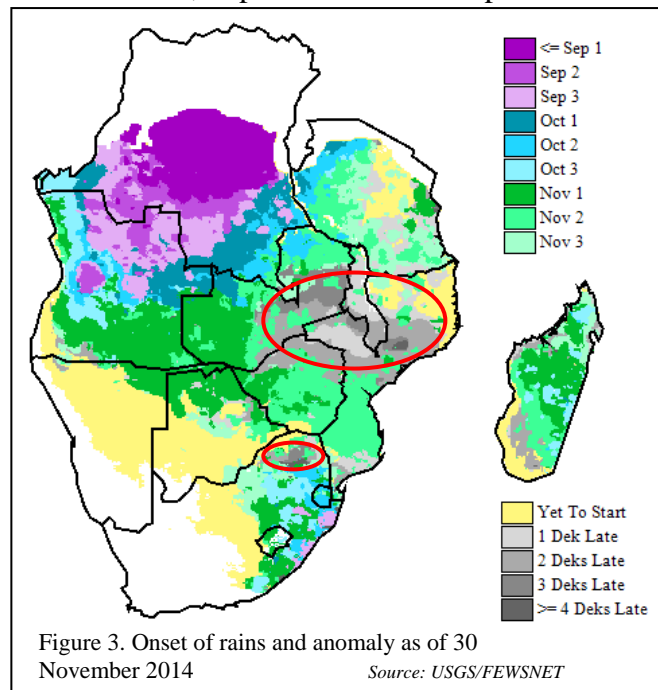 <= Sep 1
Sep 2
Sep 3
Oct 1
Oct 2
Oct 3
Nov 1
Nov 2
Nov 3
Yet To Start
1 Dek Late
2 Deks Late
3 Deks Late
>= 4 Deks Late
Figure 3. Onset of rains and anomaly as of 30
November 2014 Source: USGS/FEWSNET